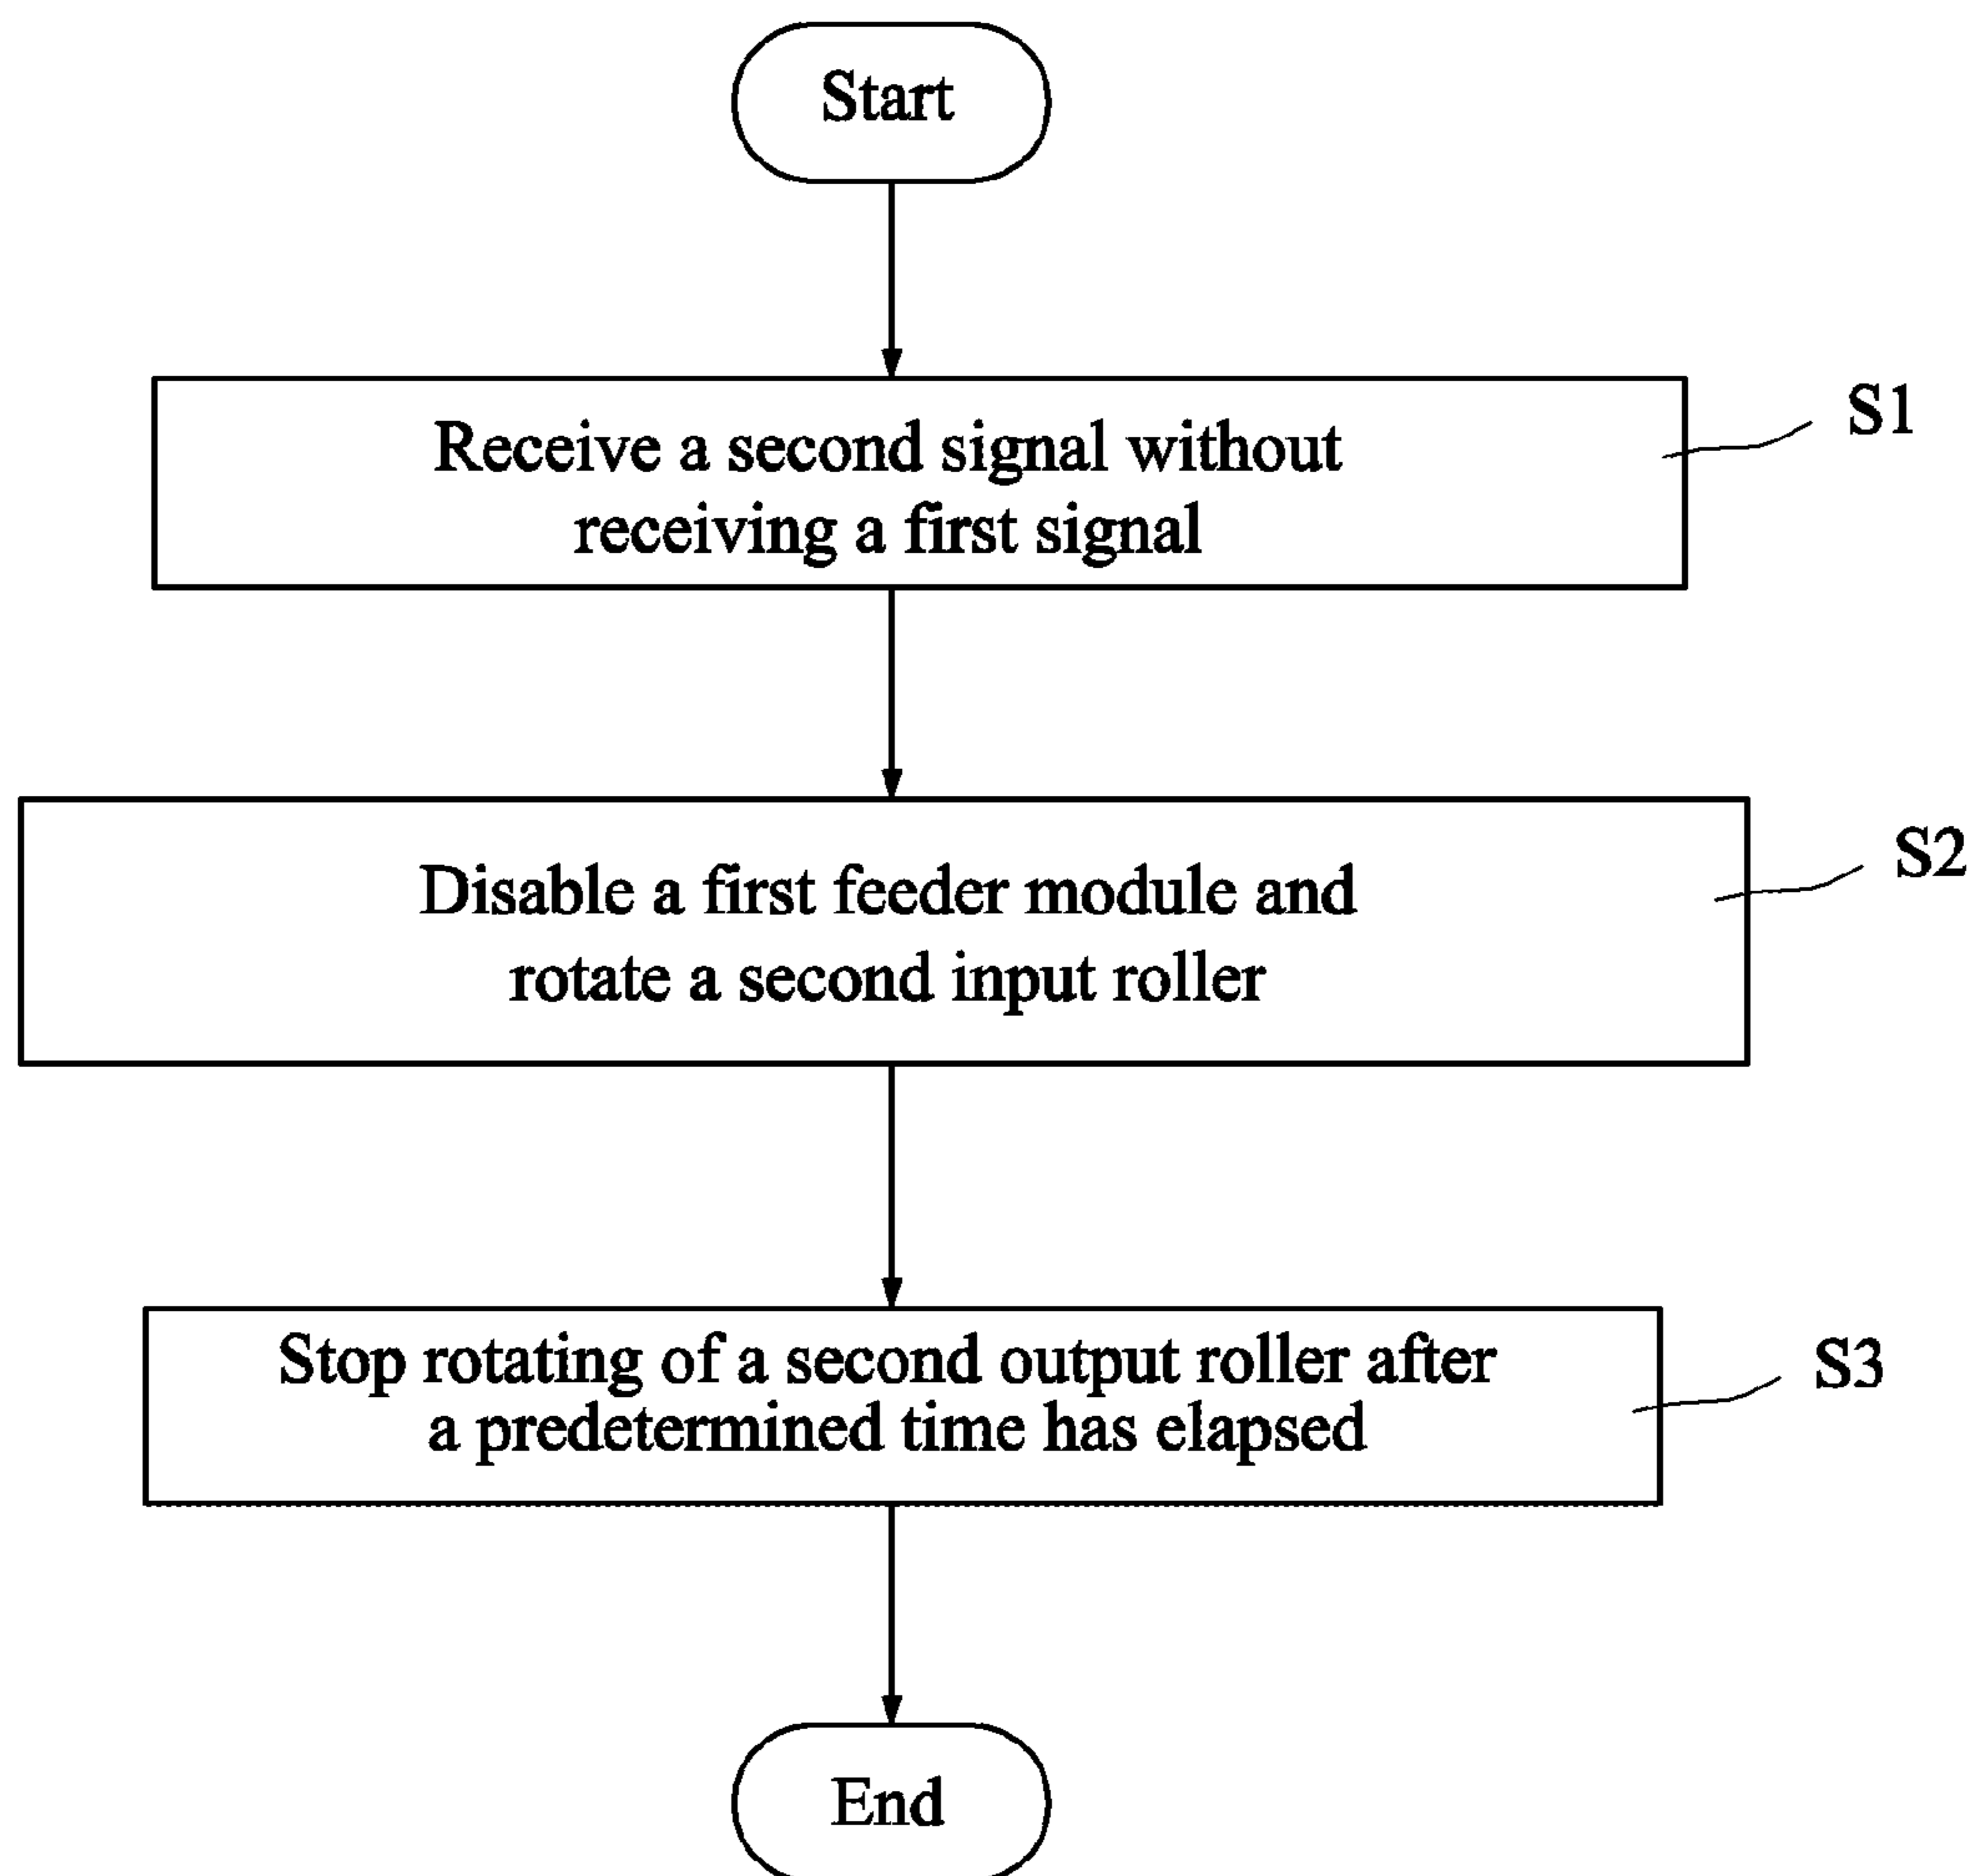 Start
Receive a second signal without
receiving a first signal
S1
Disable a first feeder module and
rotate a second input roller
S2
Stop rotating of a second output roller after
a predetermined time has elapsed
S3
End